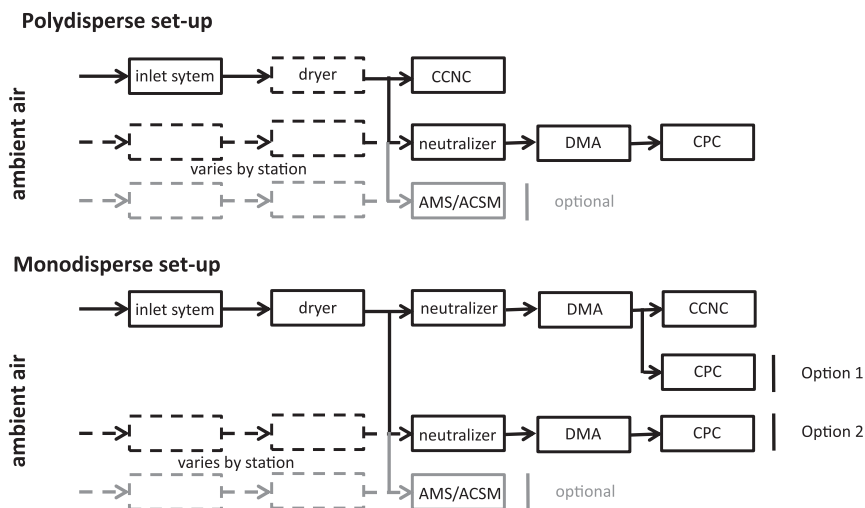 Polydisperse set-up
ambient air
inlet sytem
dryer
CCNC
neutralizer
DMA
CPC
varies by station
AMS/ACSM
optional
Monodisperse set-up
ambient air
inlet sytem
dryer
neutralizer
DMA
CCNC
CPC
Option 1
neutralizer
DMA
CPC
Option 2
varies by station
AMS/ACSM
optional